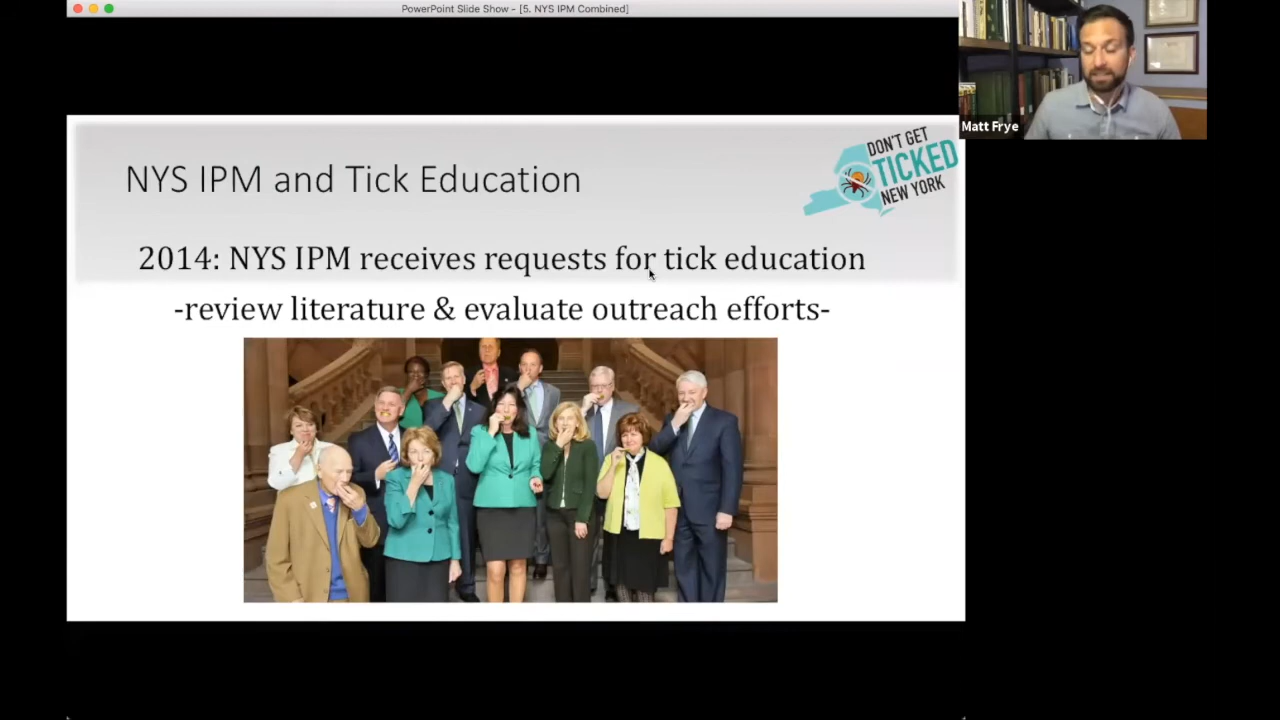 PowerPoint Slide Show - [5. NYS IPM Combined]
Matt Frye
NYS IPM and Tick Education
DON'T GET
TICKED
NEW YORK
2014: NYS IPM receives requests for tick education
-review literature & evaluate outreach efforts-